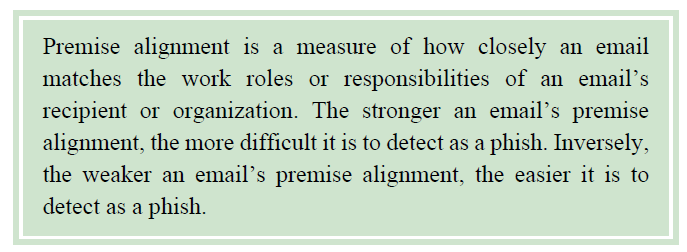 Premise alignment is a measure of how closely an email
matches the work roles or responsibilities of an email’s
recipient or organization. The stronger an email’s premise
alignment, the more difficult it is to detect as a phish. Inversely,
the weaker an email’s premise alignment, the easier it is to
detect as a phish.